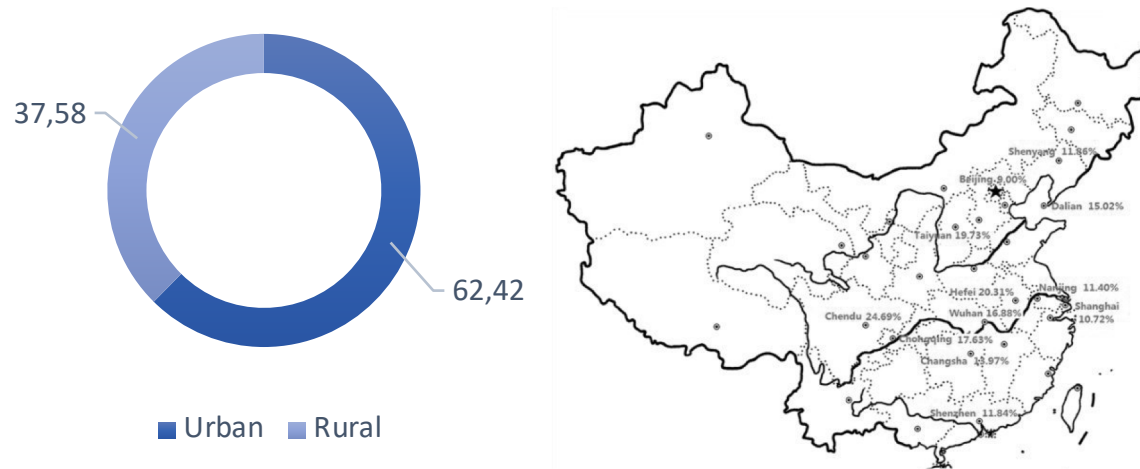 37,58
62,42
Urban Rural
Shenyang 11.86%
Beijing 9.00%
Dalian 15.02%
Taiyuan 19.73%
Hefei 20.31%
Nanjing 11.40%
Shanghai
10.72%
Wuhan 16.88%
Chendu 24.69%
Chongqing 17.63%
Changsha 13.97%
Shenzhen 11.84%